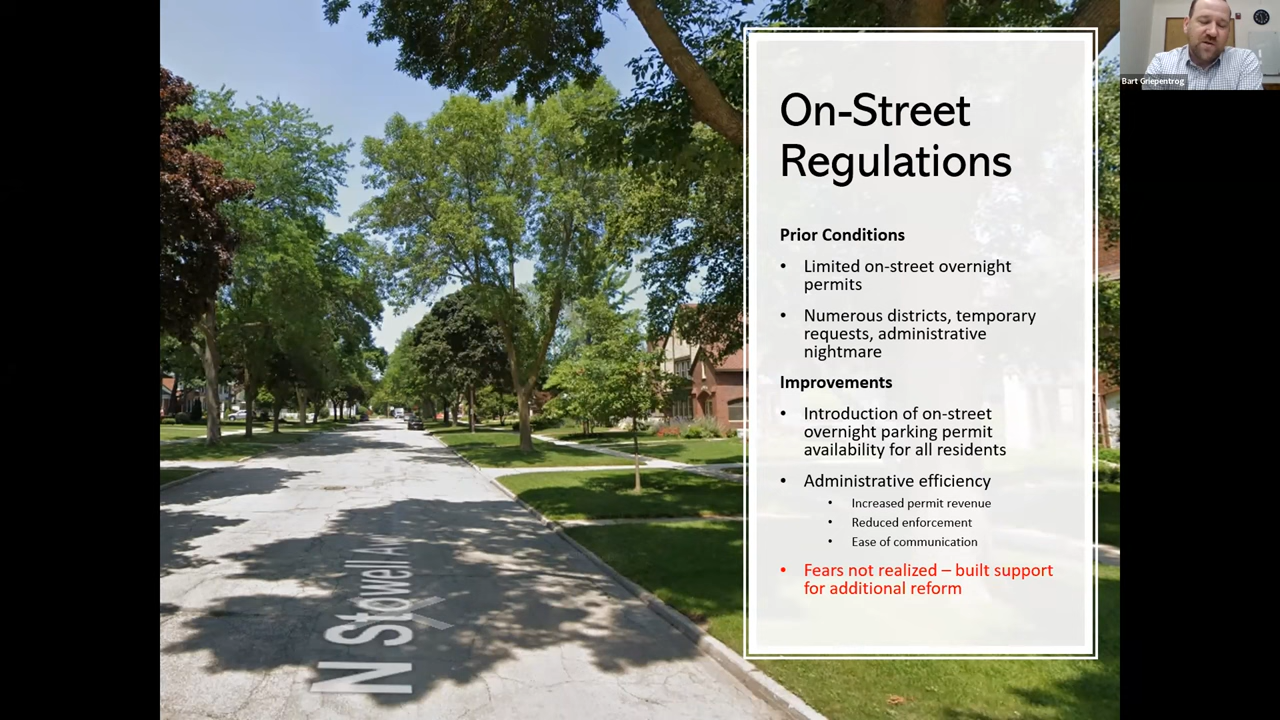 On-Street
Regulations
Prior Conditions
• Limited on-street overnight
permits
• Numerous districts, temporary
requests, administrative
nightmare
Improvements
• Introduction of on-street
overnight parking permit
availability for all residents
• Administrative efficiency
• Increased permit revenue
• Reduced enforcement
• Ease of communication
• Fears not realized – built support
for additional reform
Bart Griepentrog
N Stowell Av